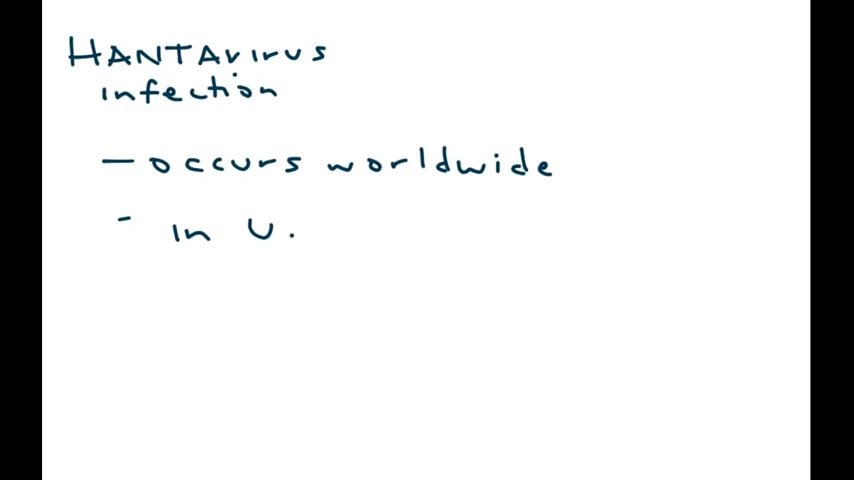 HANTAvirus
infection
— occurs worldwide
- in U.